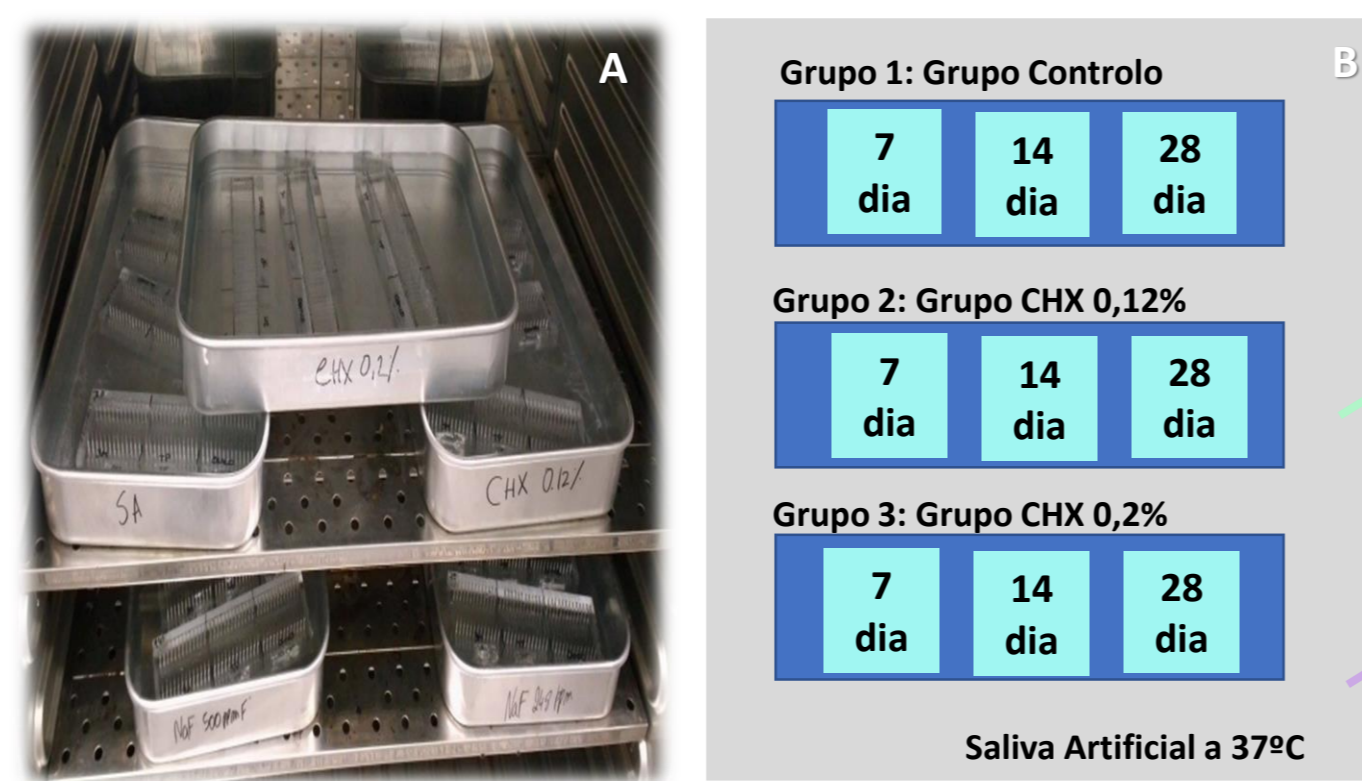 A
CHX 0,2%
SA
CHX 0.12%
NaF 500ppm F
B
Grupo 1: Grupo Controlo
7
dia
14
dia
28
dia
Grupo 2: Grupo CHX 0,12%
7
dia
14
dia
28
dia
Grupo 3: Grupo CHX 0,2%
7
dia
14
dia
28
dia
Saliva Artificial a 37ºC